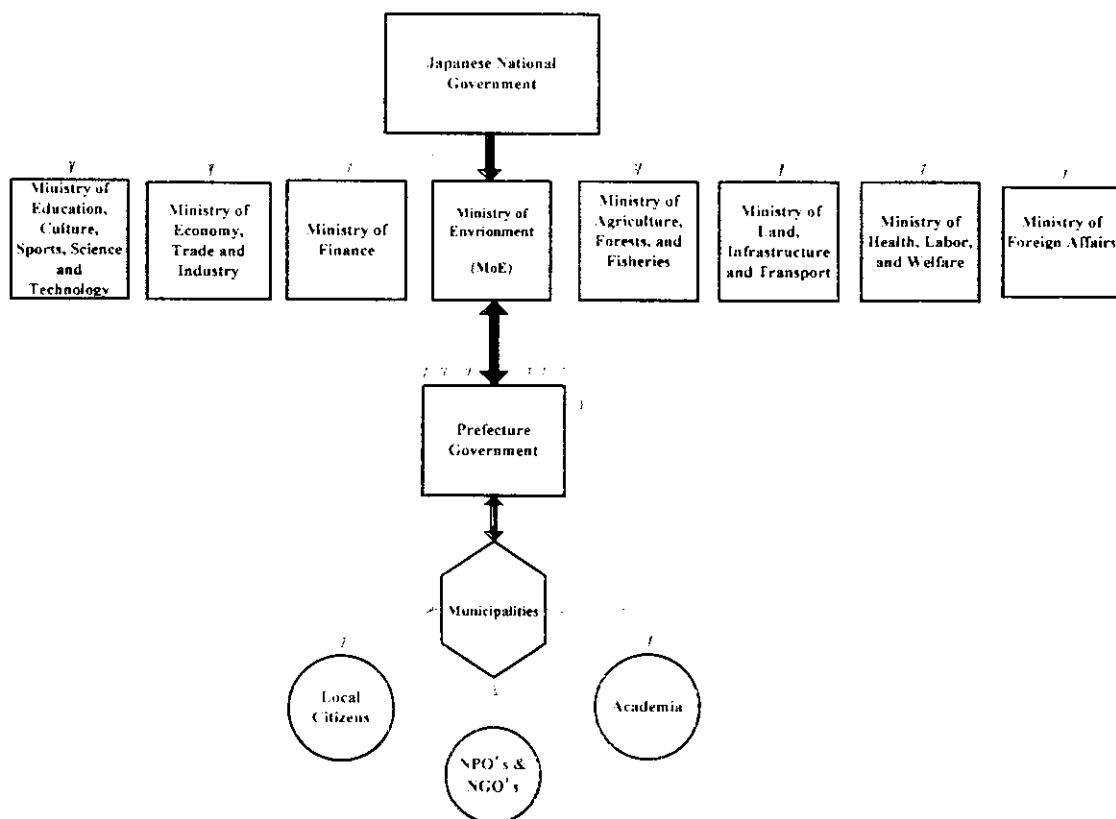 Japanese National
Government
Ministry of
Education,
Culture,
Sports, Science
and
Technology
Ministry of
Economy,
Trade and
Industry
Ministry of
Finance
Ministry of
Envrionment
(MoE)
Ministry of
Agriculture,
Forests, and
Fisheries
Ministry of
Land,
Infrastructure
and Transport
Ministry of
Health, Labor,
and Welfare
Ministry of
Foreign Affairs
Prefecture
Government
Municipalities
Local
Citizens
Academia
NPO's &
NGO's